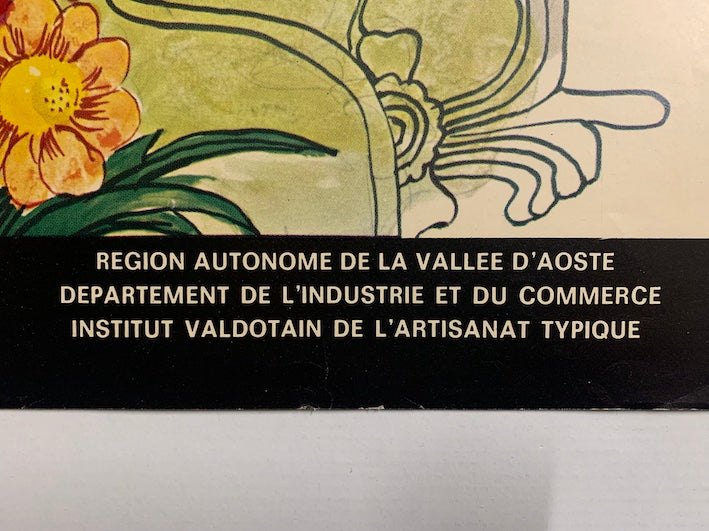 REGION AUTONOME DE LA VALLEE D'AOSTE
DEPARTEMENT DE L'INDUSTRIE ET DU COMMERCE
INSTITUT VALDOTAIN DE L'ARTISANAT TYPIQUE